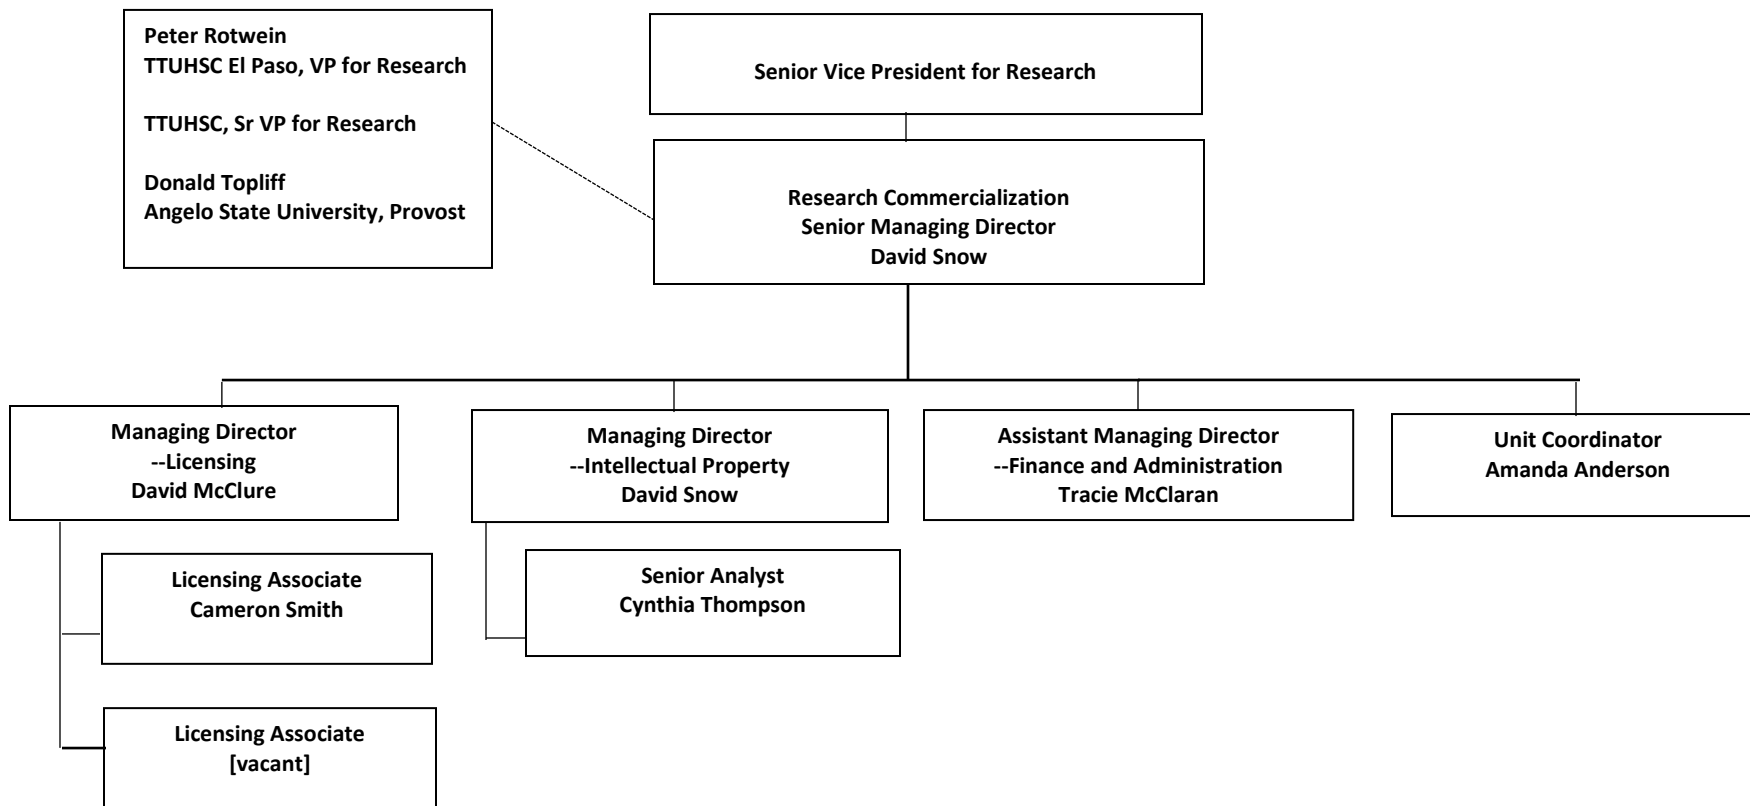 Peter Rotwein
TTUHSC El Paso, VP for Research
TTUHSC, Sr VP for Research
Donald Topliff
Angelo State University, Provost
Senior Vice President for Research
Research Commercialization
Senior Managing Director
David Snow
Managing Director
--Licensing
David McClure
Managing Director
--Intellectual Property
David Snow
Assistant Managing Director
--Finance and Administration
Tracie McClaran
Unit Coordinator
Amanda Anderson
Licensing Associate
Cameron Smith
Senior Analyst
Cynthia Thompson
Licensing Associate
[vacant]